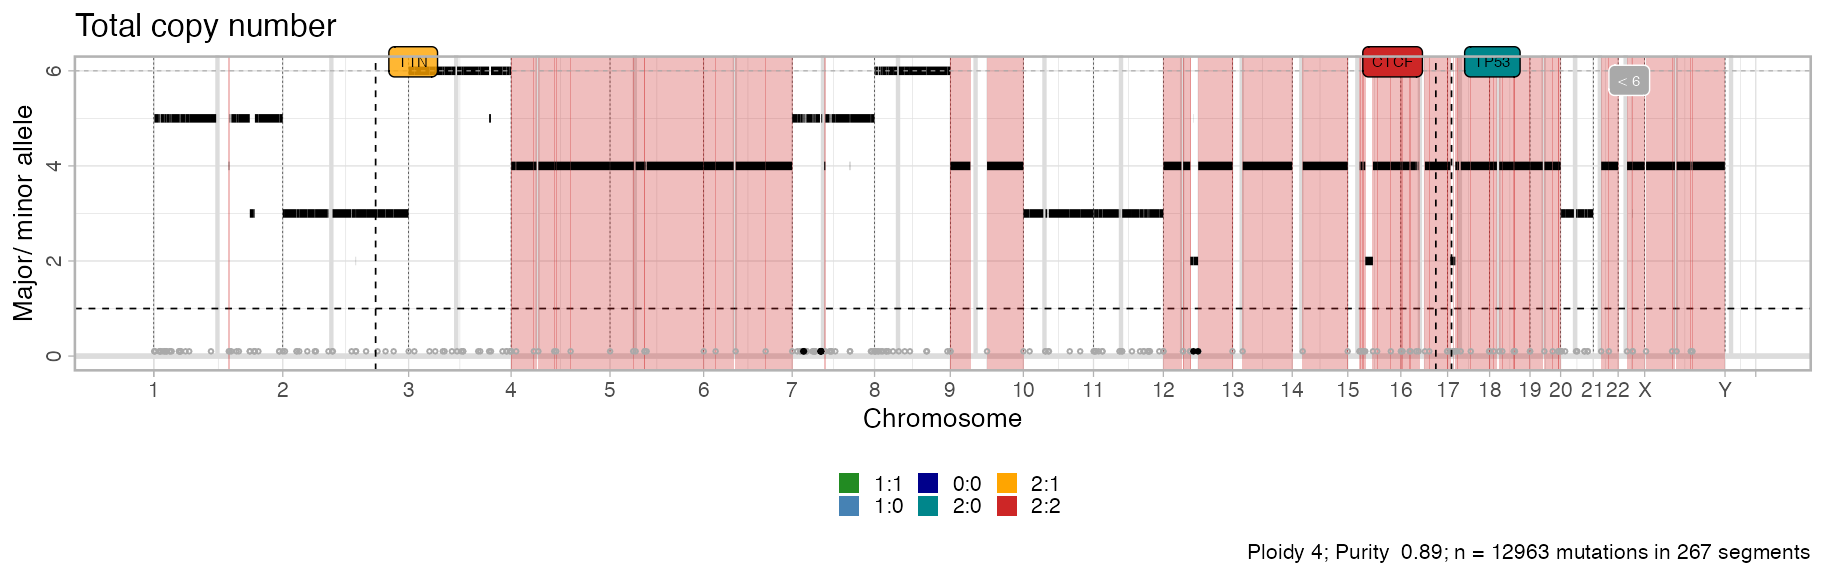 Total copy number
TTN
CTCF
TP53
< 6
Major/ minor allele
6
4
2
0
1 2 3 4 5 6 7 8 9 10 11 12 13 14 15 16 17 18 19 20 21 22 X Y
Chromosome
1:1 0:0 2:1
1:0 2:0 2:2
Ploidy 4; Purity 0.89; n = 12963 mutations in 267 segments